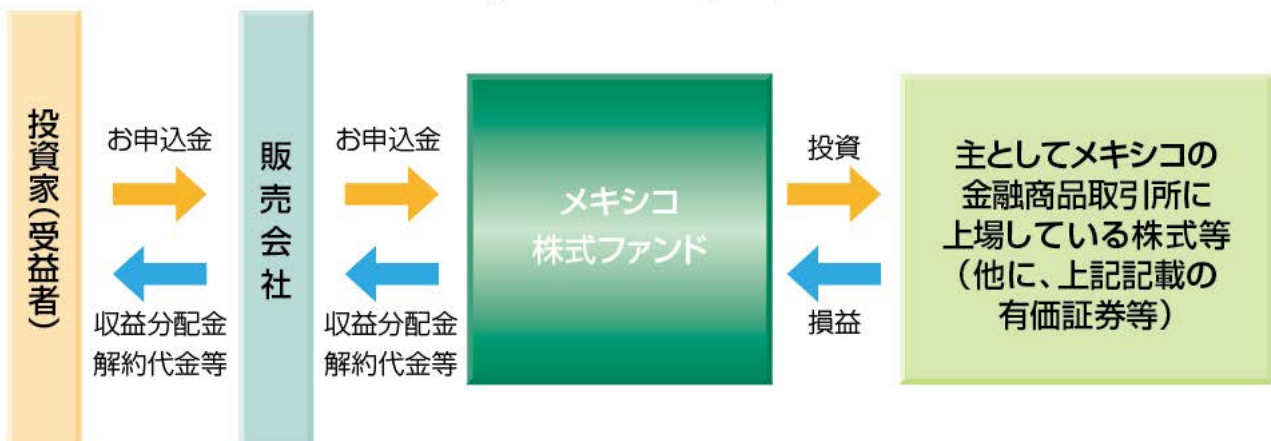 投資家(受益者)
お申込金
収益分配金
解約代金等
販売会社
お申込金
収益分配金
解約代金等
メキシコ
株式ファンド
投資
損益
主としてメキシコの
金融商品取引所に
上場している株式等
(他に、上記記載の
有価証券等)